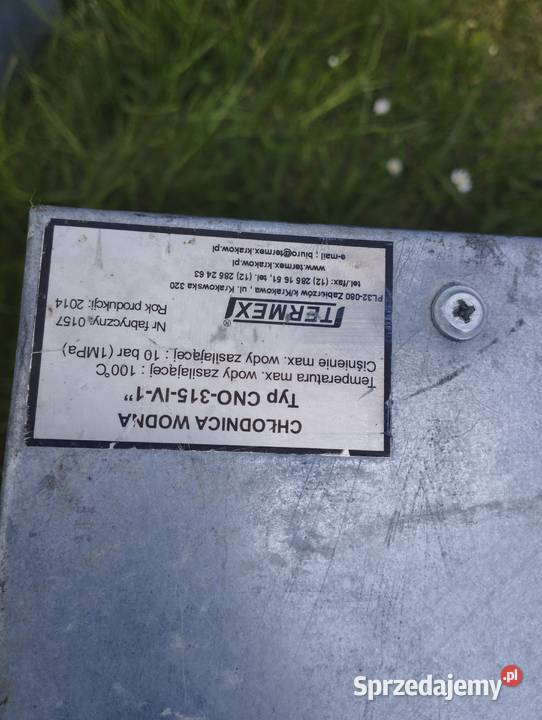 CHŁODNICA WODNA
Typ CNO-315-IV-1”
Temperatura max. wody zasilającej : 100°C
Ciśnienie max. wody zasilającej : 10 bar (1MPa)
Nr fabryczny: 0157
Rok produkcji: 2014
TERMEX®
PL32-080 Zabierzów k/Krakowa , ul. Krakowska 320
tel./fax: (12) 285 16 51, tel. (12) 285 24 63
www.termex.krakow.pl
e-mail ; biuro@termex.krakow.pl
Sprzedajemy.pl